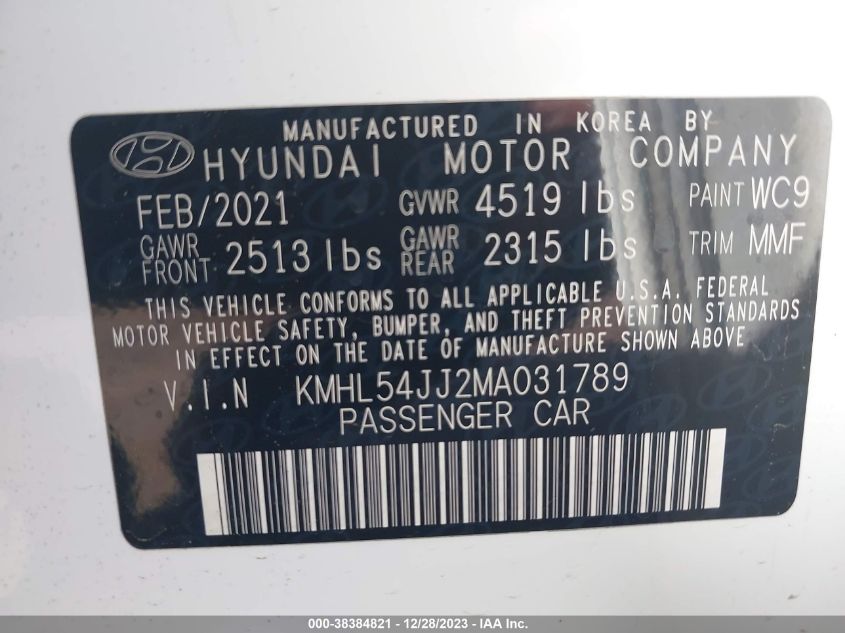 MANUFACTURED IN KOREA BY
HYUNDAI MOTOR COMPANY
FEB/2021 GVWR 4519 lbs PAINT WC9
GAWR FRONT 2513 lbs GAWR REAR 2315 lbs TRIM MMF
THIS VEHICLE CONFORMS TO ALL APPLICABLE U.S.A. FEDERAL
MOTOR VEHICLE SAFETY, BUMPER, AND THEFT PREVENTION STANDARDS
IN EFFECT ON THE DATE OF MANUFACTURE SHOWN ABOVE
V.I.N KMHL54JJ2MA031789
PASSENGER CAR
000-38384821 - 12/28/2023 - IAA Inc.